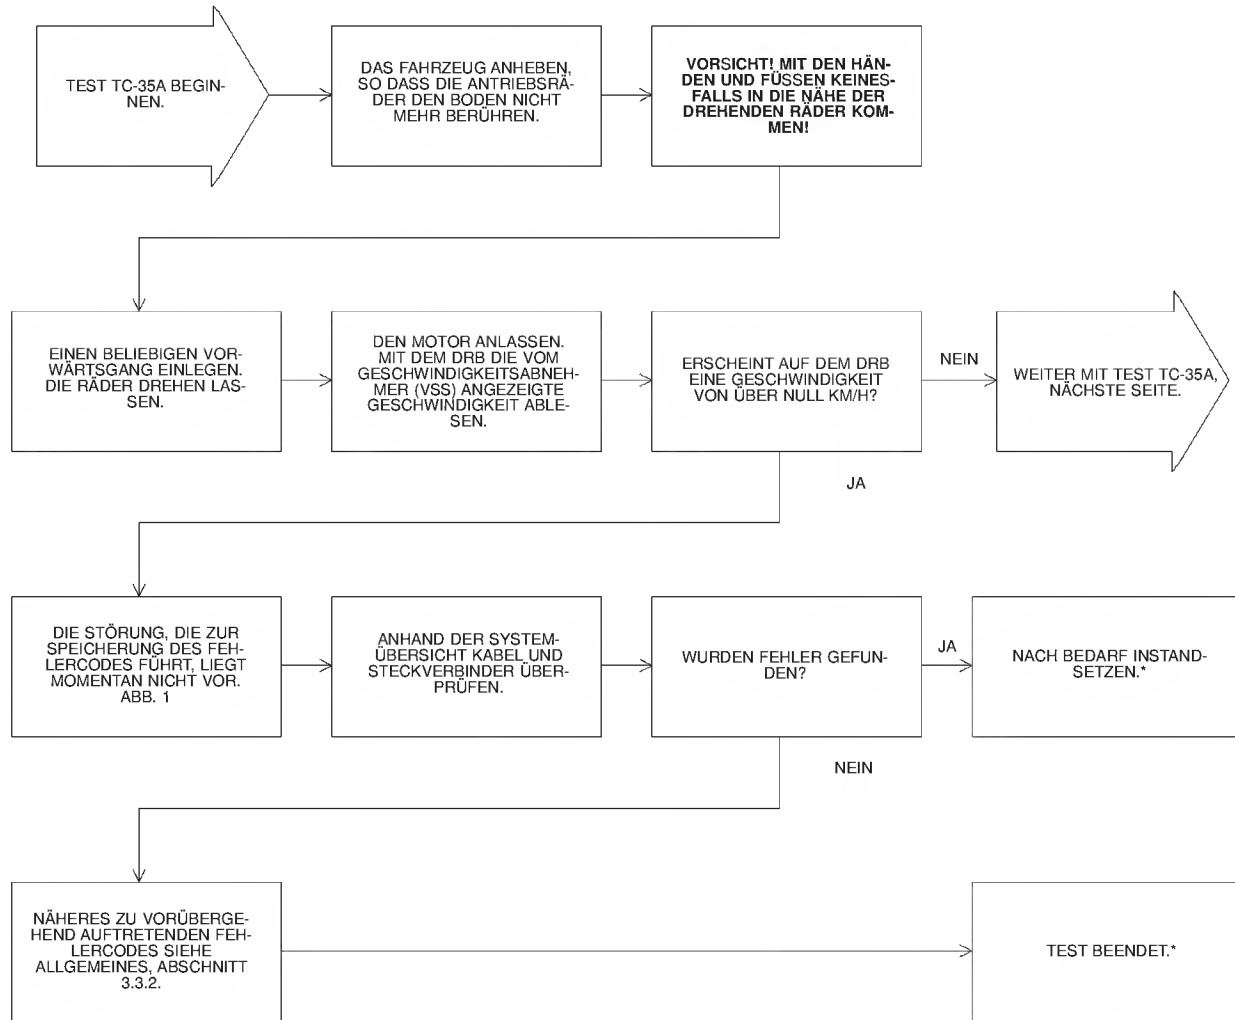 TEST TC-35A BEGIN-
NEN.
DAS FAHRZEUG ANHEBEN,
SO DASS DIE ANTRIEBSRÄ-
DER DEN BODEN NICHT
MEHR BERÜHREN.
VORSICHT! MIT DEN HÄN-
DEN UND FÜSSEN KEINES-
FALLS IN DIE NÄHE DER
DREHENDEN RÄDER KOM-
MEN!
EINEN BELIEBIGEN VOR-
WÄRTSGANG EINLEGEN.
DIE RÄDER DREHEN LAS-
SEN.
DEN MOTOR ANLASSEN.
MIT DEM DRB DIE VOM
GESCHWINDIGKEITSABNEH-
MER (VSS) ANGEZEIGTE
GESCHWINDIGKEIT ABLE-
SEN.
ERSCHEINT AUF DEM DRB
EINE GESCHWINDIGKEIT
VON ÜBER NULL KM/H?
NEIN
WEITER MIT TEST TC-35A,
NÄCHSTE SEITE.
JA
DIE STÖRUNG, DIE ZUR
SPEICHERUNG DES FEH-
LERCODES FÜHRT, LIEGT
MOMENTAN NICHT VOR.
ABB. 1
ANHAND DER SYSTEM-
ÜBERSICHT KABEL UND
STECKVERBINDER ÜBER-
PRÜFEN.
WURDEN FEHLER GEFUN-
DEN?
JA
NACH BEDARF INSTAND-
SETZEN.*
NEIN
NÄHERES ZU VORÜBERGE-
HEND AUFTRETENDEN FEH-
LERCODES SIEHE
ALLGEMEINES, ABSCHNITT
3.3.2.
TEST BEENDET.*